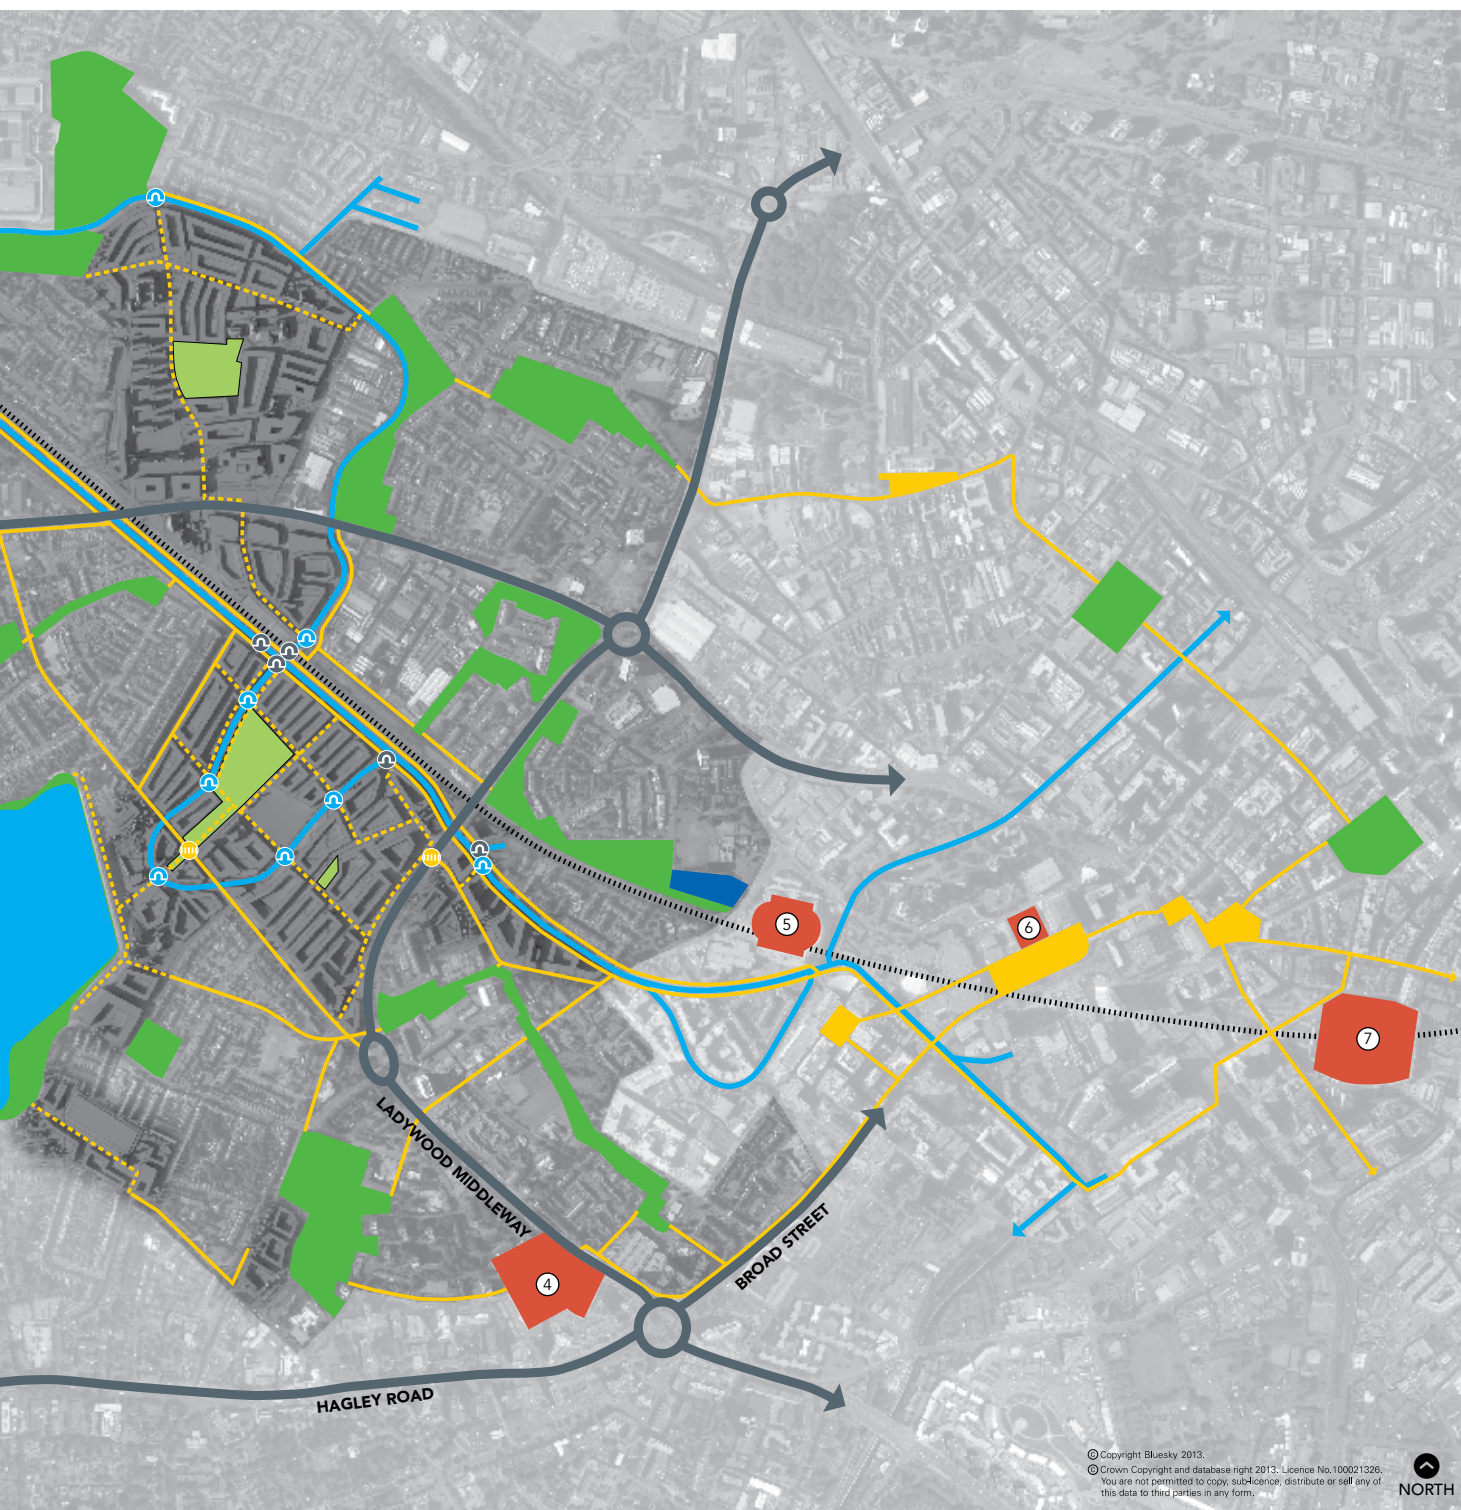 5
6
7
LADYWOOD MIDDLEWAY
BROAD STREET
4
HAGLEY ROAD
© Copyright Bluesky 2013.
© Crown Copyright and database right 2013. Licence No.100021326.
You are not permitted to copy, sub-licence, distribute or sell any of
this data to third parties in any form.
NORTH